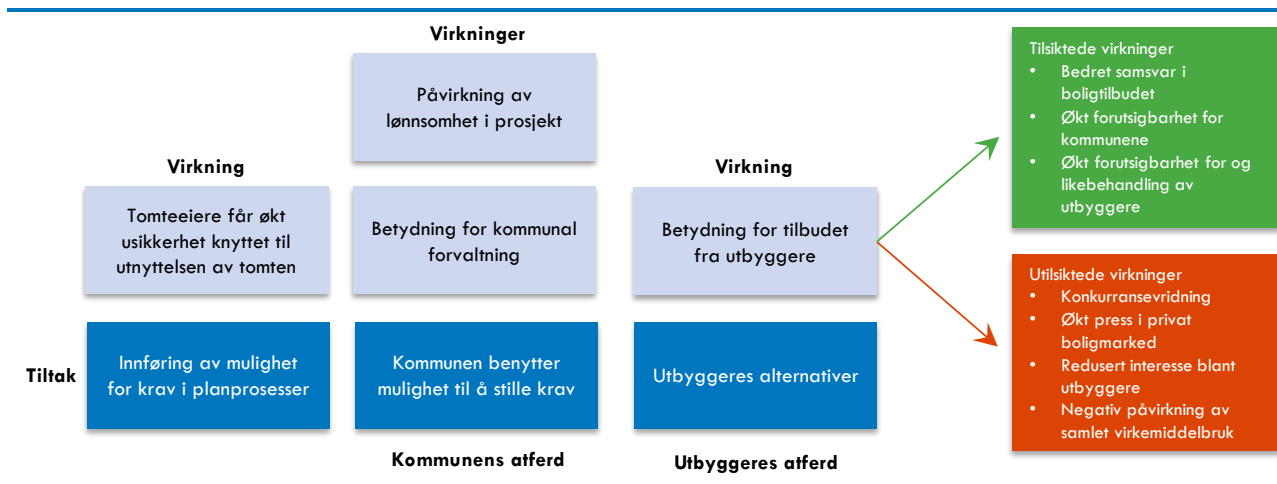 Virkninger
Påvirkning av
lønnsomhet i prosjekt
Virkning
Tomteeiere får økt
usikkerhet knyttet til
utnyttelsen av tomten
Betydning for kommunal
forvaltning
Virkning
Betydning for tilbudet
fra utbyggere
Tiltak
Innføring av mulighet
for krav i planprosesser
Kommunen benytter
mulighet til å stille krav
Utbyggeres alternativer
Kommunens atferd
Utbyggeres atferd
Tilsiktede virkninger
• Bedret samsvar i
boligtilbudet
• Økt forutsigbarhet for
kommunene
• Økt forutsigbarhet for og
likebehandling av
utbyggere
Utilsiktede virkninger
• Konkurransevridning
• Økt press i privat
boligmarked
• Redusert interesse blant
utbyggere
• Negativ påvirkning av
samlet virkemiddelbruk